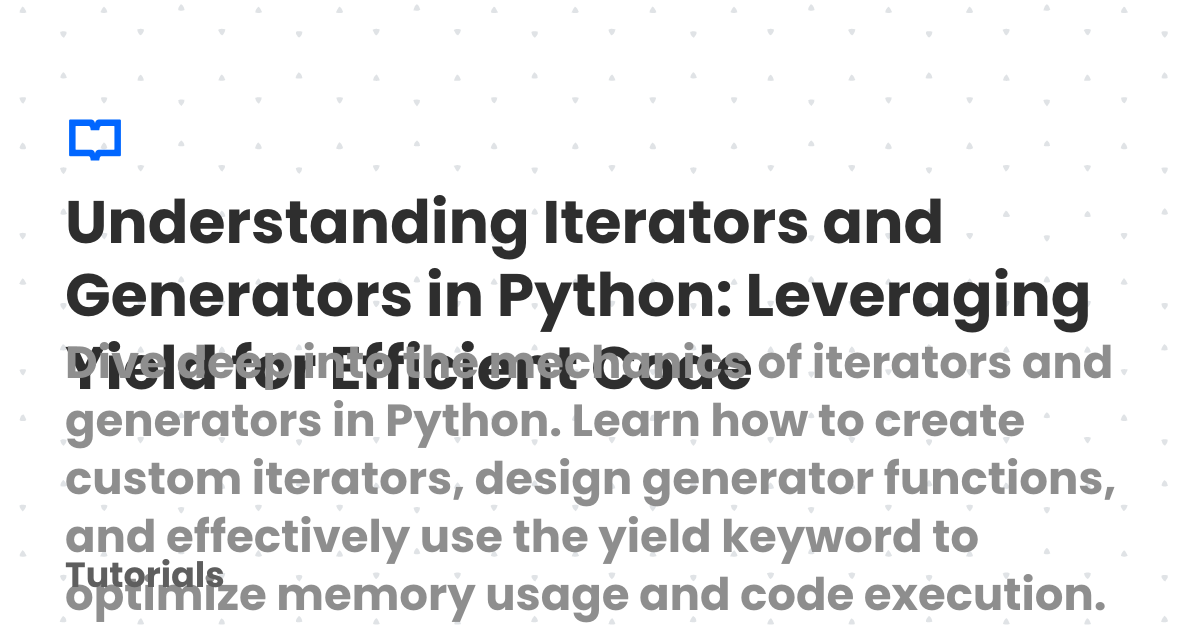 Understanding Iterators and
Generators in Python: Leveraging
Yield for Efficient Code
Dive deep into the mechanics of iterators and
generators in Python. Learn how to create
custom iterators, design generator functions,
and effectively use the yield keyword to
Tutorials
optimize memory usage and code execution.